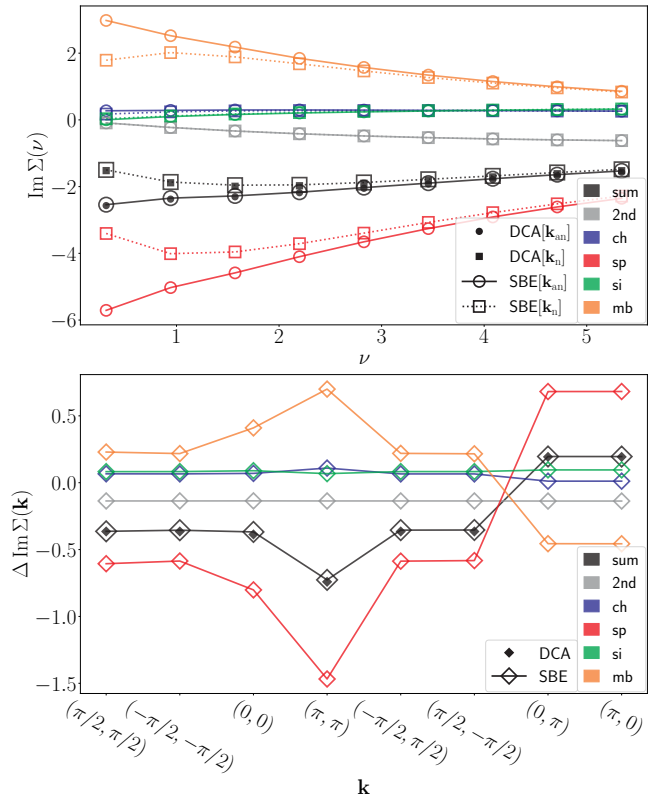 2
0
−2
−4
−6
Im Σ(ν)
1
2
3
4
5
ν
DCA[k_an]
DCA[k_n]
SBE[k_an]
SBE[k_n]
sum
2nd
ch
sp
si
mb
0.5
0.0
−0.5
−1.0
−1.5
Δ Im Σ(k)
DCA
SBE
sum
2nd
ch
sp
si
mb
(π/2, π/2)
(−π/2, −π/2)
(0, 0)
(π, π)
(−π/2, π/2)
(π/2, −π/2)
(0, π)
(π, 0)
k